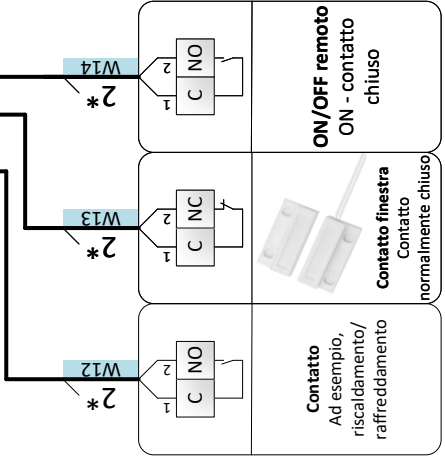 W14
2*
2
1
NO
C
ON/OFF remoto
ON - contatto
chiuso
W13
2*
2
1
NC
C
Contatto finestra
Contatto
normalmente chiuso
W12
2*
2
1
NO
C
Contatto
Ad esempio,
riscaldamento/
raffreddamento